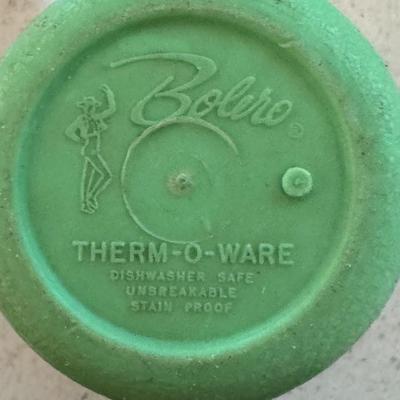 Bolero
THERM-O-WARE
DISHWASHER SAFE
UNBREAKABLE
STAIN PROOF